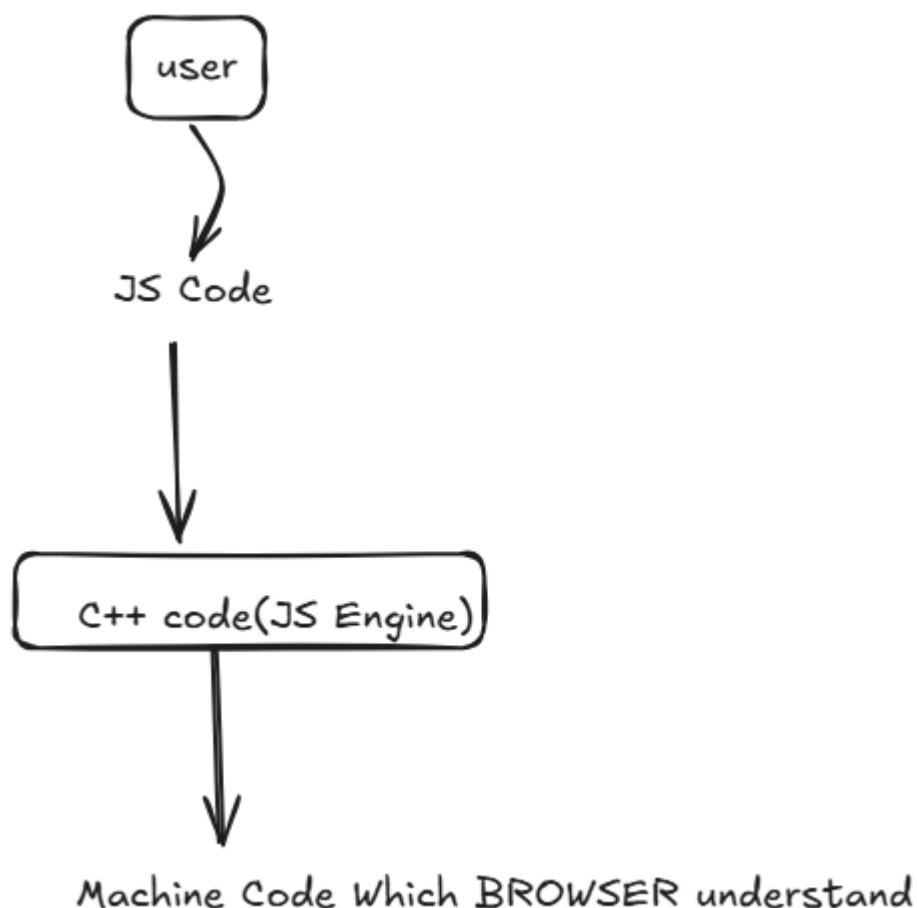 user
JS Code
C++ code(JS Engine)
Machine Code Which BROWSER understand